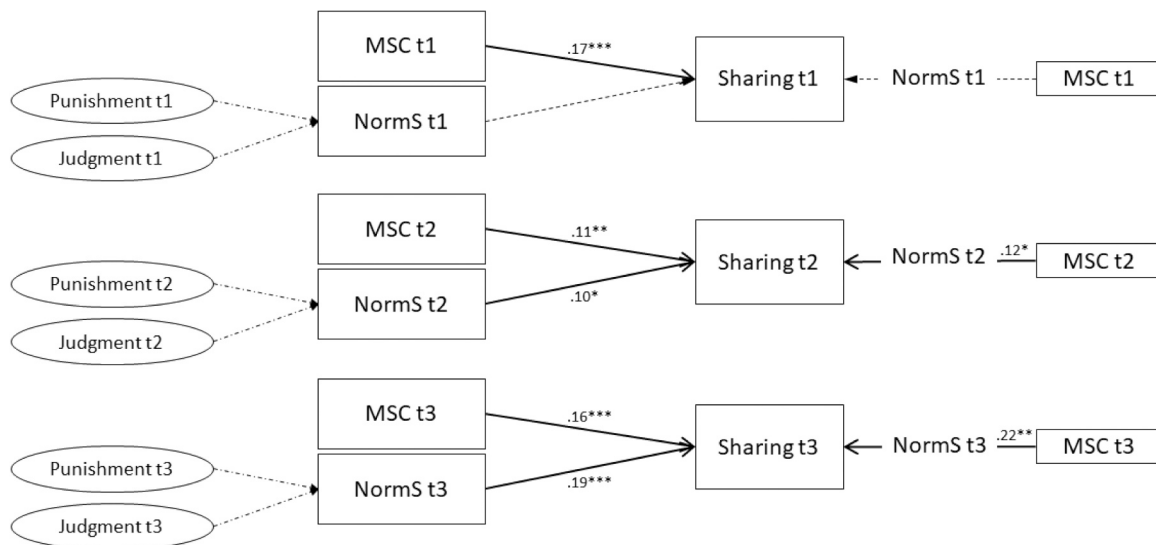 MSC t1
.17***
Sharing t1
NormS t1
MSC t1
Punishment t1
NormS t1
Judgment t1
MSC t2
.11**
Sharing t2
NormS t2
.12*
MSC t2
Punishment t2
NormS t2
.10*
Judgment t2
MSC t3
.16***
Sharing t3
NormS t3
.22**
MSC t3
Punishment t3
NormS t3
.19***
Judgment t3